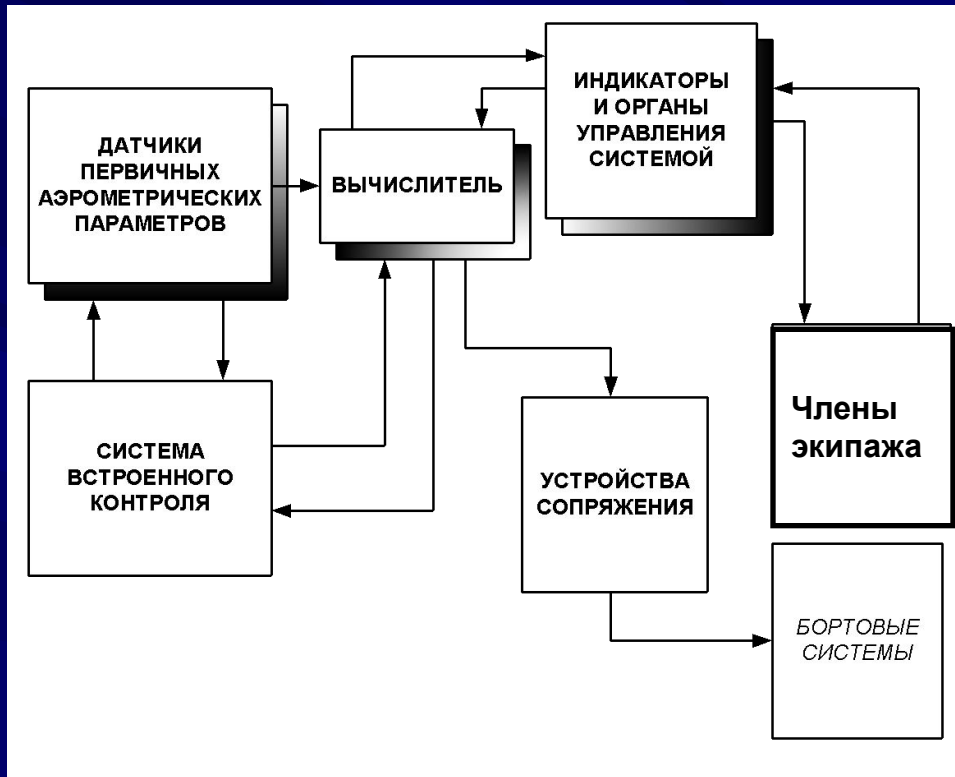 ДАТЧИКИ
ПЕРВИЧНЫХ
АЭРОМЕТРИЧЕСКИХ
ПАРАМЕТРОВ
ВЫЧИСЛИТЕЛЬ
ИНДИКАТОРЫ
И ОРГАНЫ
УПРАВЛЕНИЯ
СИСТЕМОЙ
СИСТЕМА
ВСТРОЕННОГО
КОНТРОЛЯ
УСТРОЙСТВА
СОПРЯЖЕНИЯ
Члены
экипажа
БОРТОВЫЕ
СИСТЕМЫ